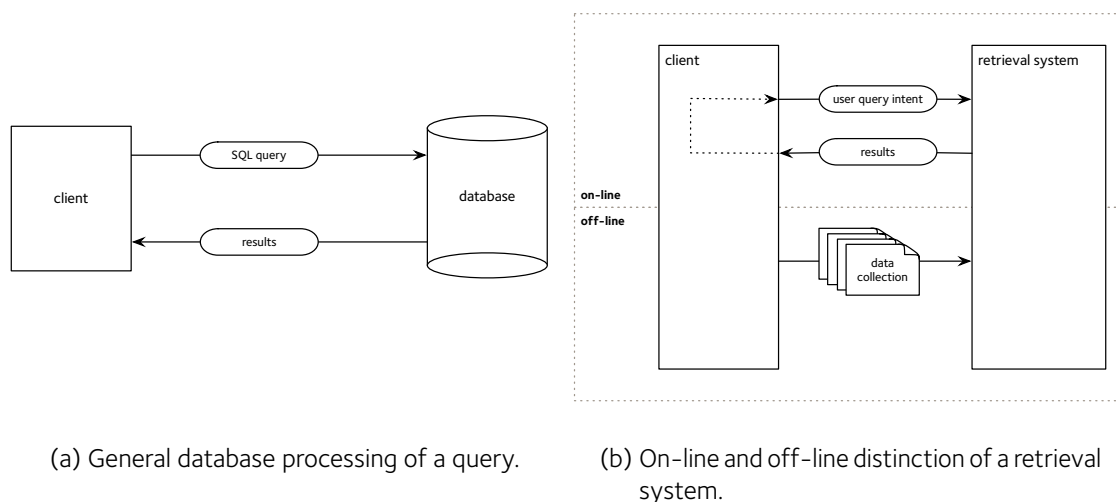 client
SQL query
results
database
client
retrieval system
user query intent
results
on-line
off-line
data
collection
(a) General database processing of a query.
(b) On-line and off-line distinction of a retrieval
system.